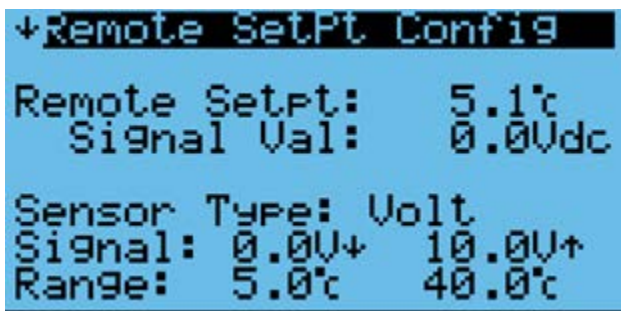 ↓Remote SetPt Config
Remote Setpt: 5.1℃
Signal Val: 0.0Vdc
Sensor Type: Volt
Signal: 0.0V↓ 10.0V↑
Range: 5.0℃ 40.0℃